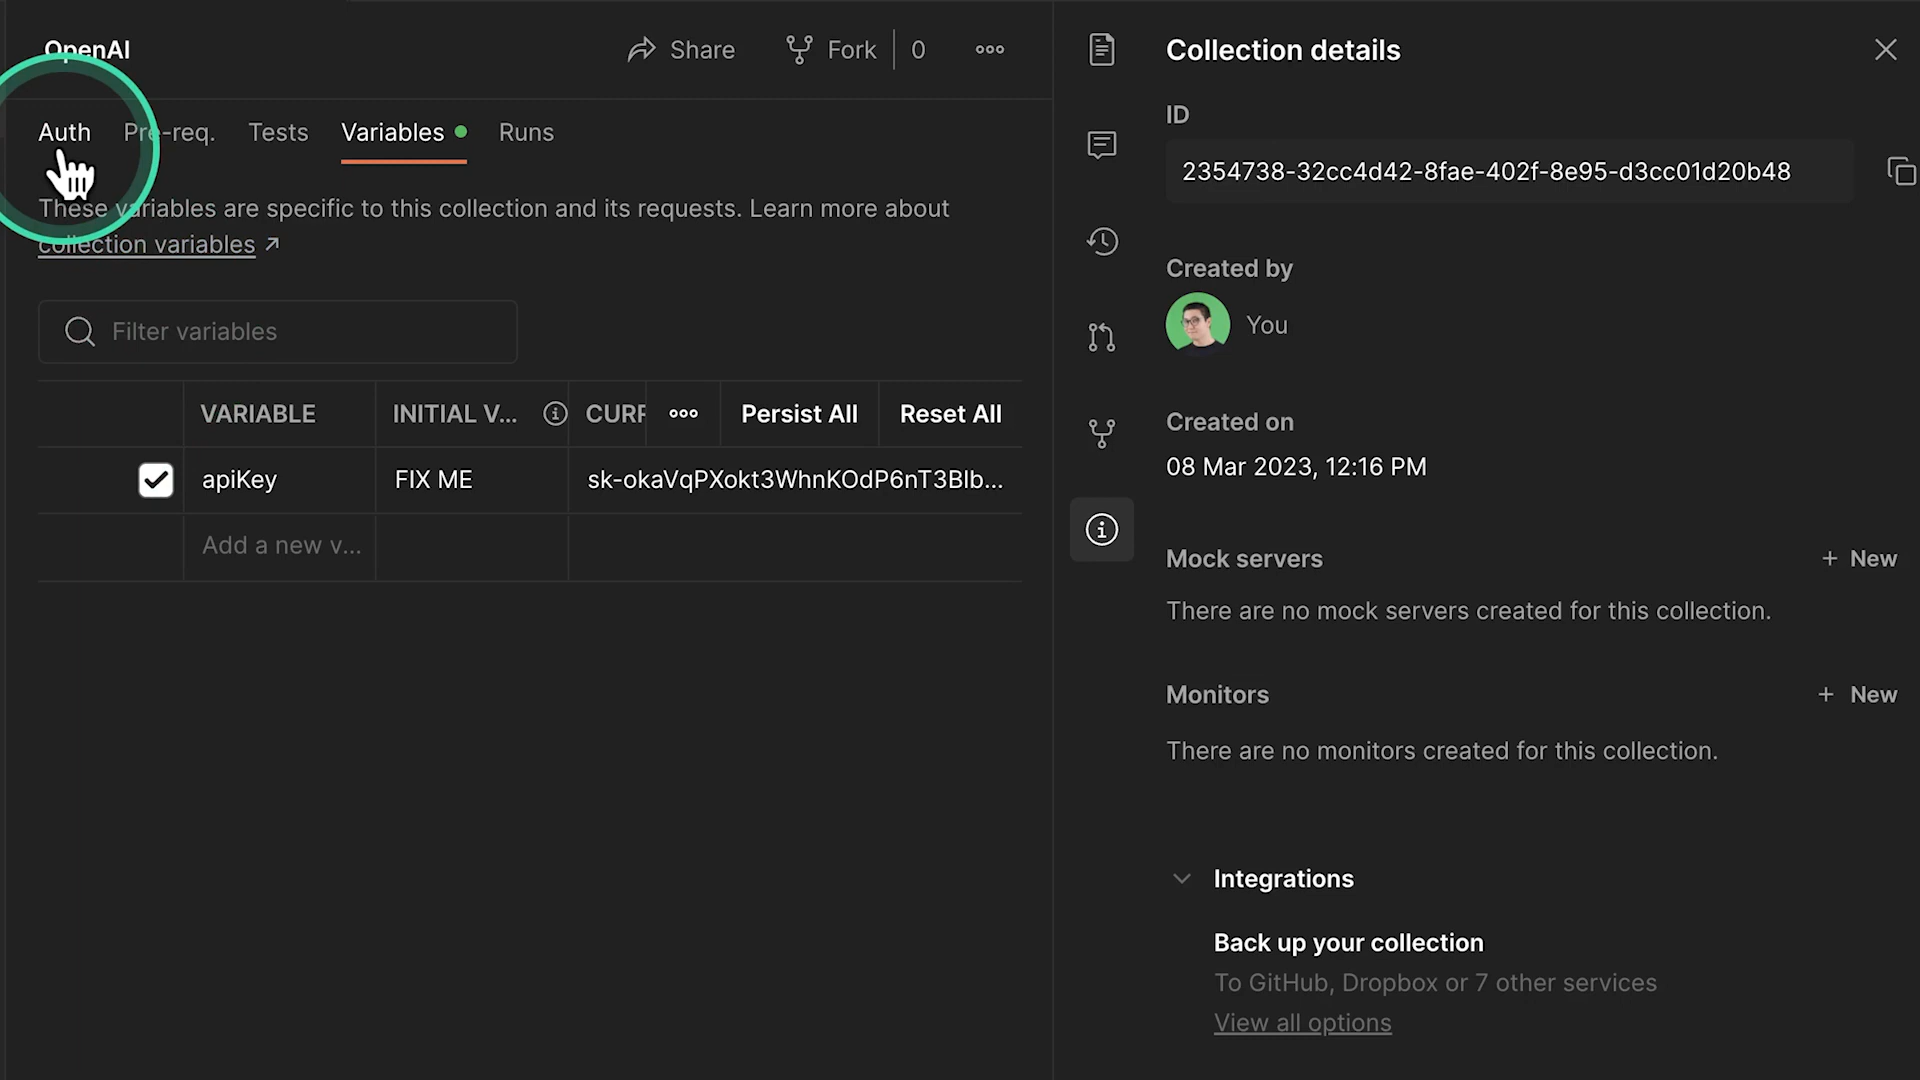 OpenAI
Share
Fork
0
Auth
Pre-req.
Tests
Variables
Runs
These variables are specific to this collection and its requests. Learn more about
collection variables ↗
Filter variables
VARIABLE
INITIAL V...
CURR
Persist All
Reset All
apiKey
FIX ME
sk-okaVqPXokt3WhnKOdP6nT3Blb...
Add a new v...
Collection details
ID
2354738-32cc4d42-8fae-402f-8e95-d3cc01d20b48
Created by
You
Created on
08 Mar 2023, 12:16 PM
Mock servers
+ New
There are no mock servers created for this collection.
Monitors
+ New
There are no monitors created for this collection.
Integrations
Back up your collection
To GitHub, Dropbox or 7 other services
View all options